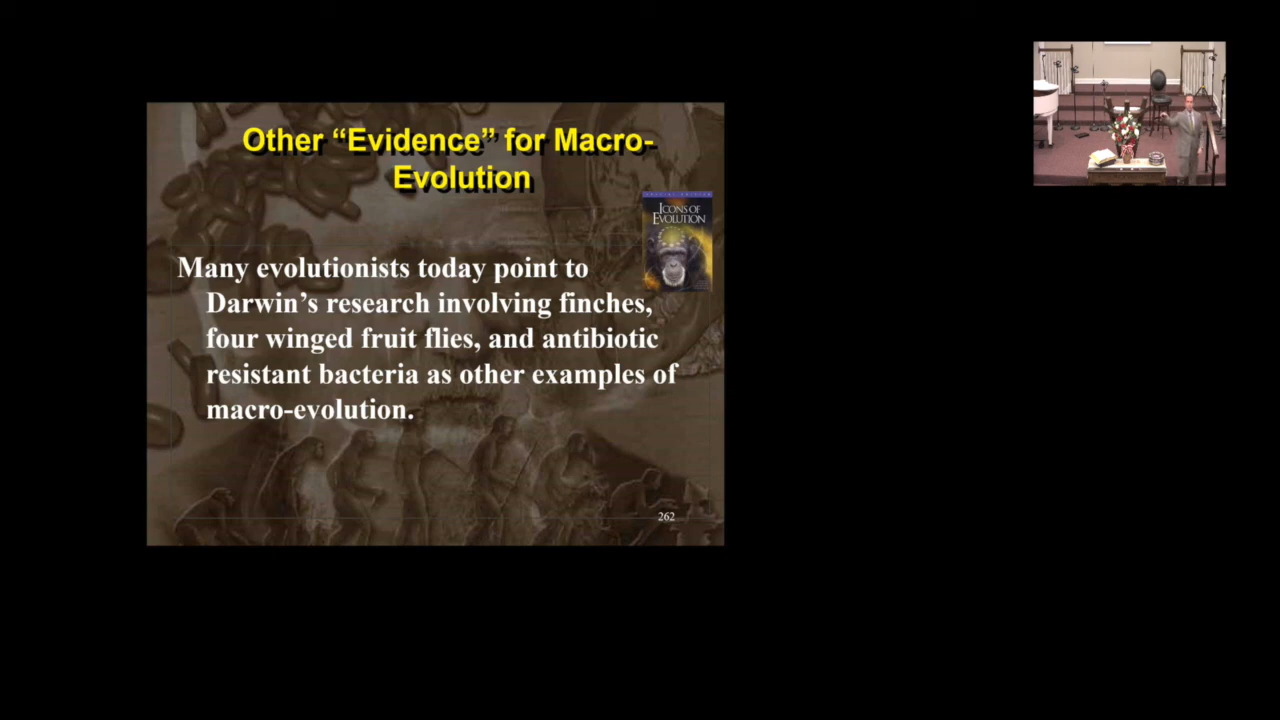 Other “Evidence” for Macro-
Evolution
ICONS OF
EVOLUTION
Many evolutionists today point to
Darwin’s research involving finches,
four winged fruit flies, and antibiotic
resistant bacteria as other examples of
macro-evolution.
262